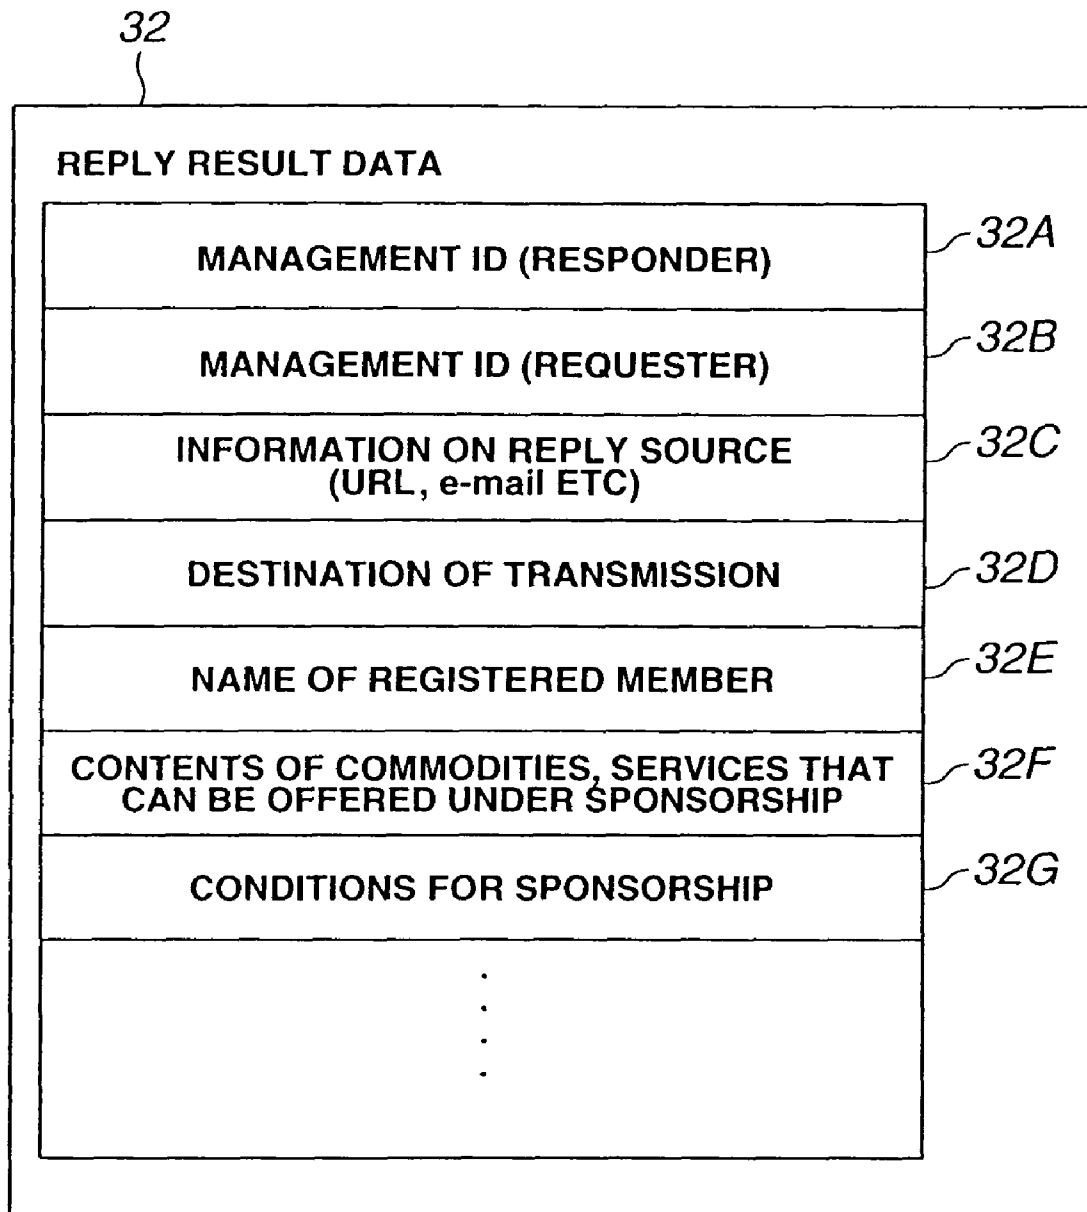 32
REPLY RESULT DATA
MANAGEMENT ID (RESPONDER)
32A
MANAGEMENT ID (REQUESTER)
32B
INFORMATION ON REPLY SOURCE
(URL, e-mail ETC)
32C
DESTINATION OF TRANSMISSION
32D
NAME OF REGISTERED MEMBER
32E
CONTENTS OF COMMODITIES, SERVICES THAT
CAN BE OFFERED UNDER SPONSORSHIP
32F
CONDITIONS FOR SPONSORSHIP
32G